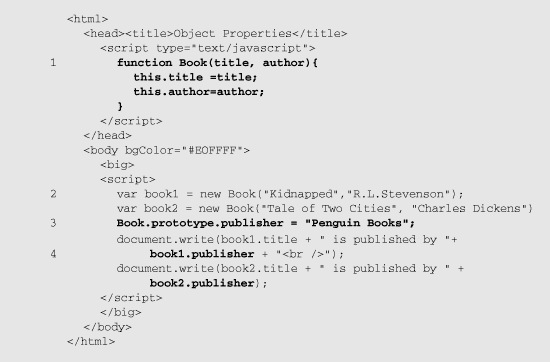 <html>
<head><title>Object Properties</title>
<script type="text/javascript">
1 function Book(title, author){
this.title =title;
this.author=author;
}
</script>
</head>
<body bgColor="#EOFFFF">
<big>
<script>
2 var book1 = new Book("Kidnapped","R.L.Stevenson");
var book2 = new Book("Tale of Two Cities", "Charles Dickens")
3 Book.prototype.publisher = "Penguin Books";
document.write(book1.title + " is published by "+
4 book1.publisher + "<br />");
document.write(book2.title + " is published by " +
book2.publisher);
</script>
</big>
</body>
</html>